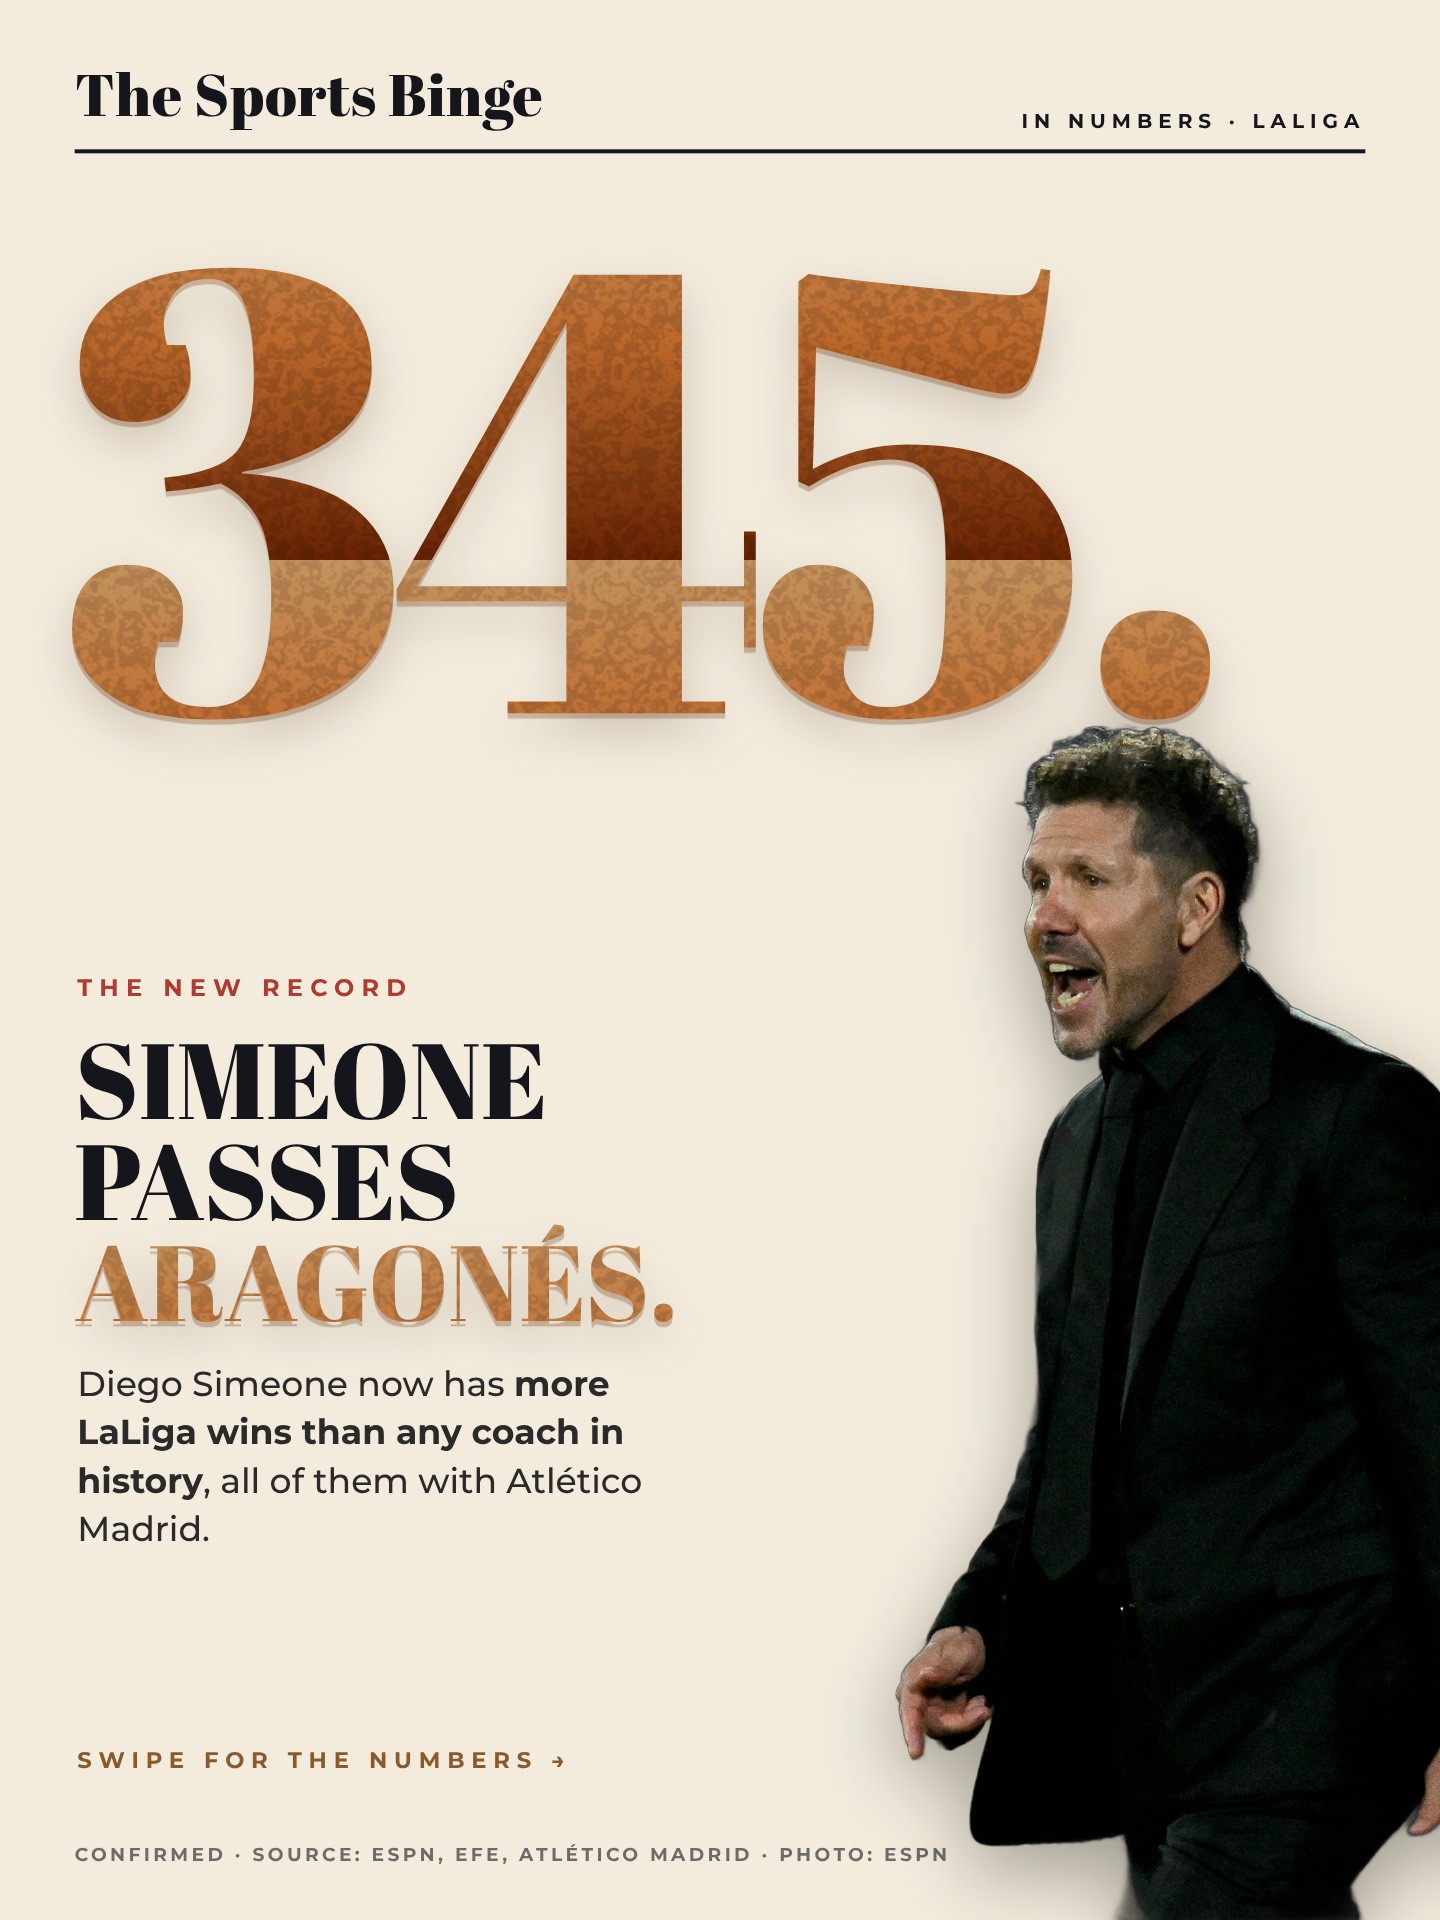 The Sports Binge
IN NUMBERS · LALIGA
345.
THE NEW RECORD
SIMEONE
PASSES
ARAGONÉS.
Diego Simeone now has more
LaLiga wins than any coach in
history, all of them with Atlético
Madrid.
SWIPE FOR THE NUMBERS →
CONFIRMED · SOURCE: ESPN, EFE, ATLÉTICO MADRID · PHOTO: ESPN